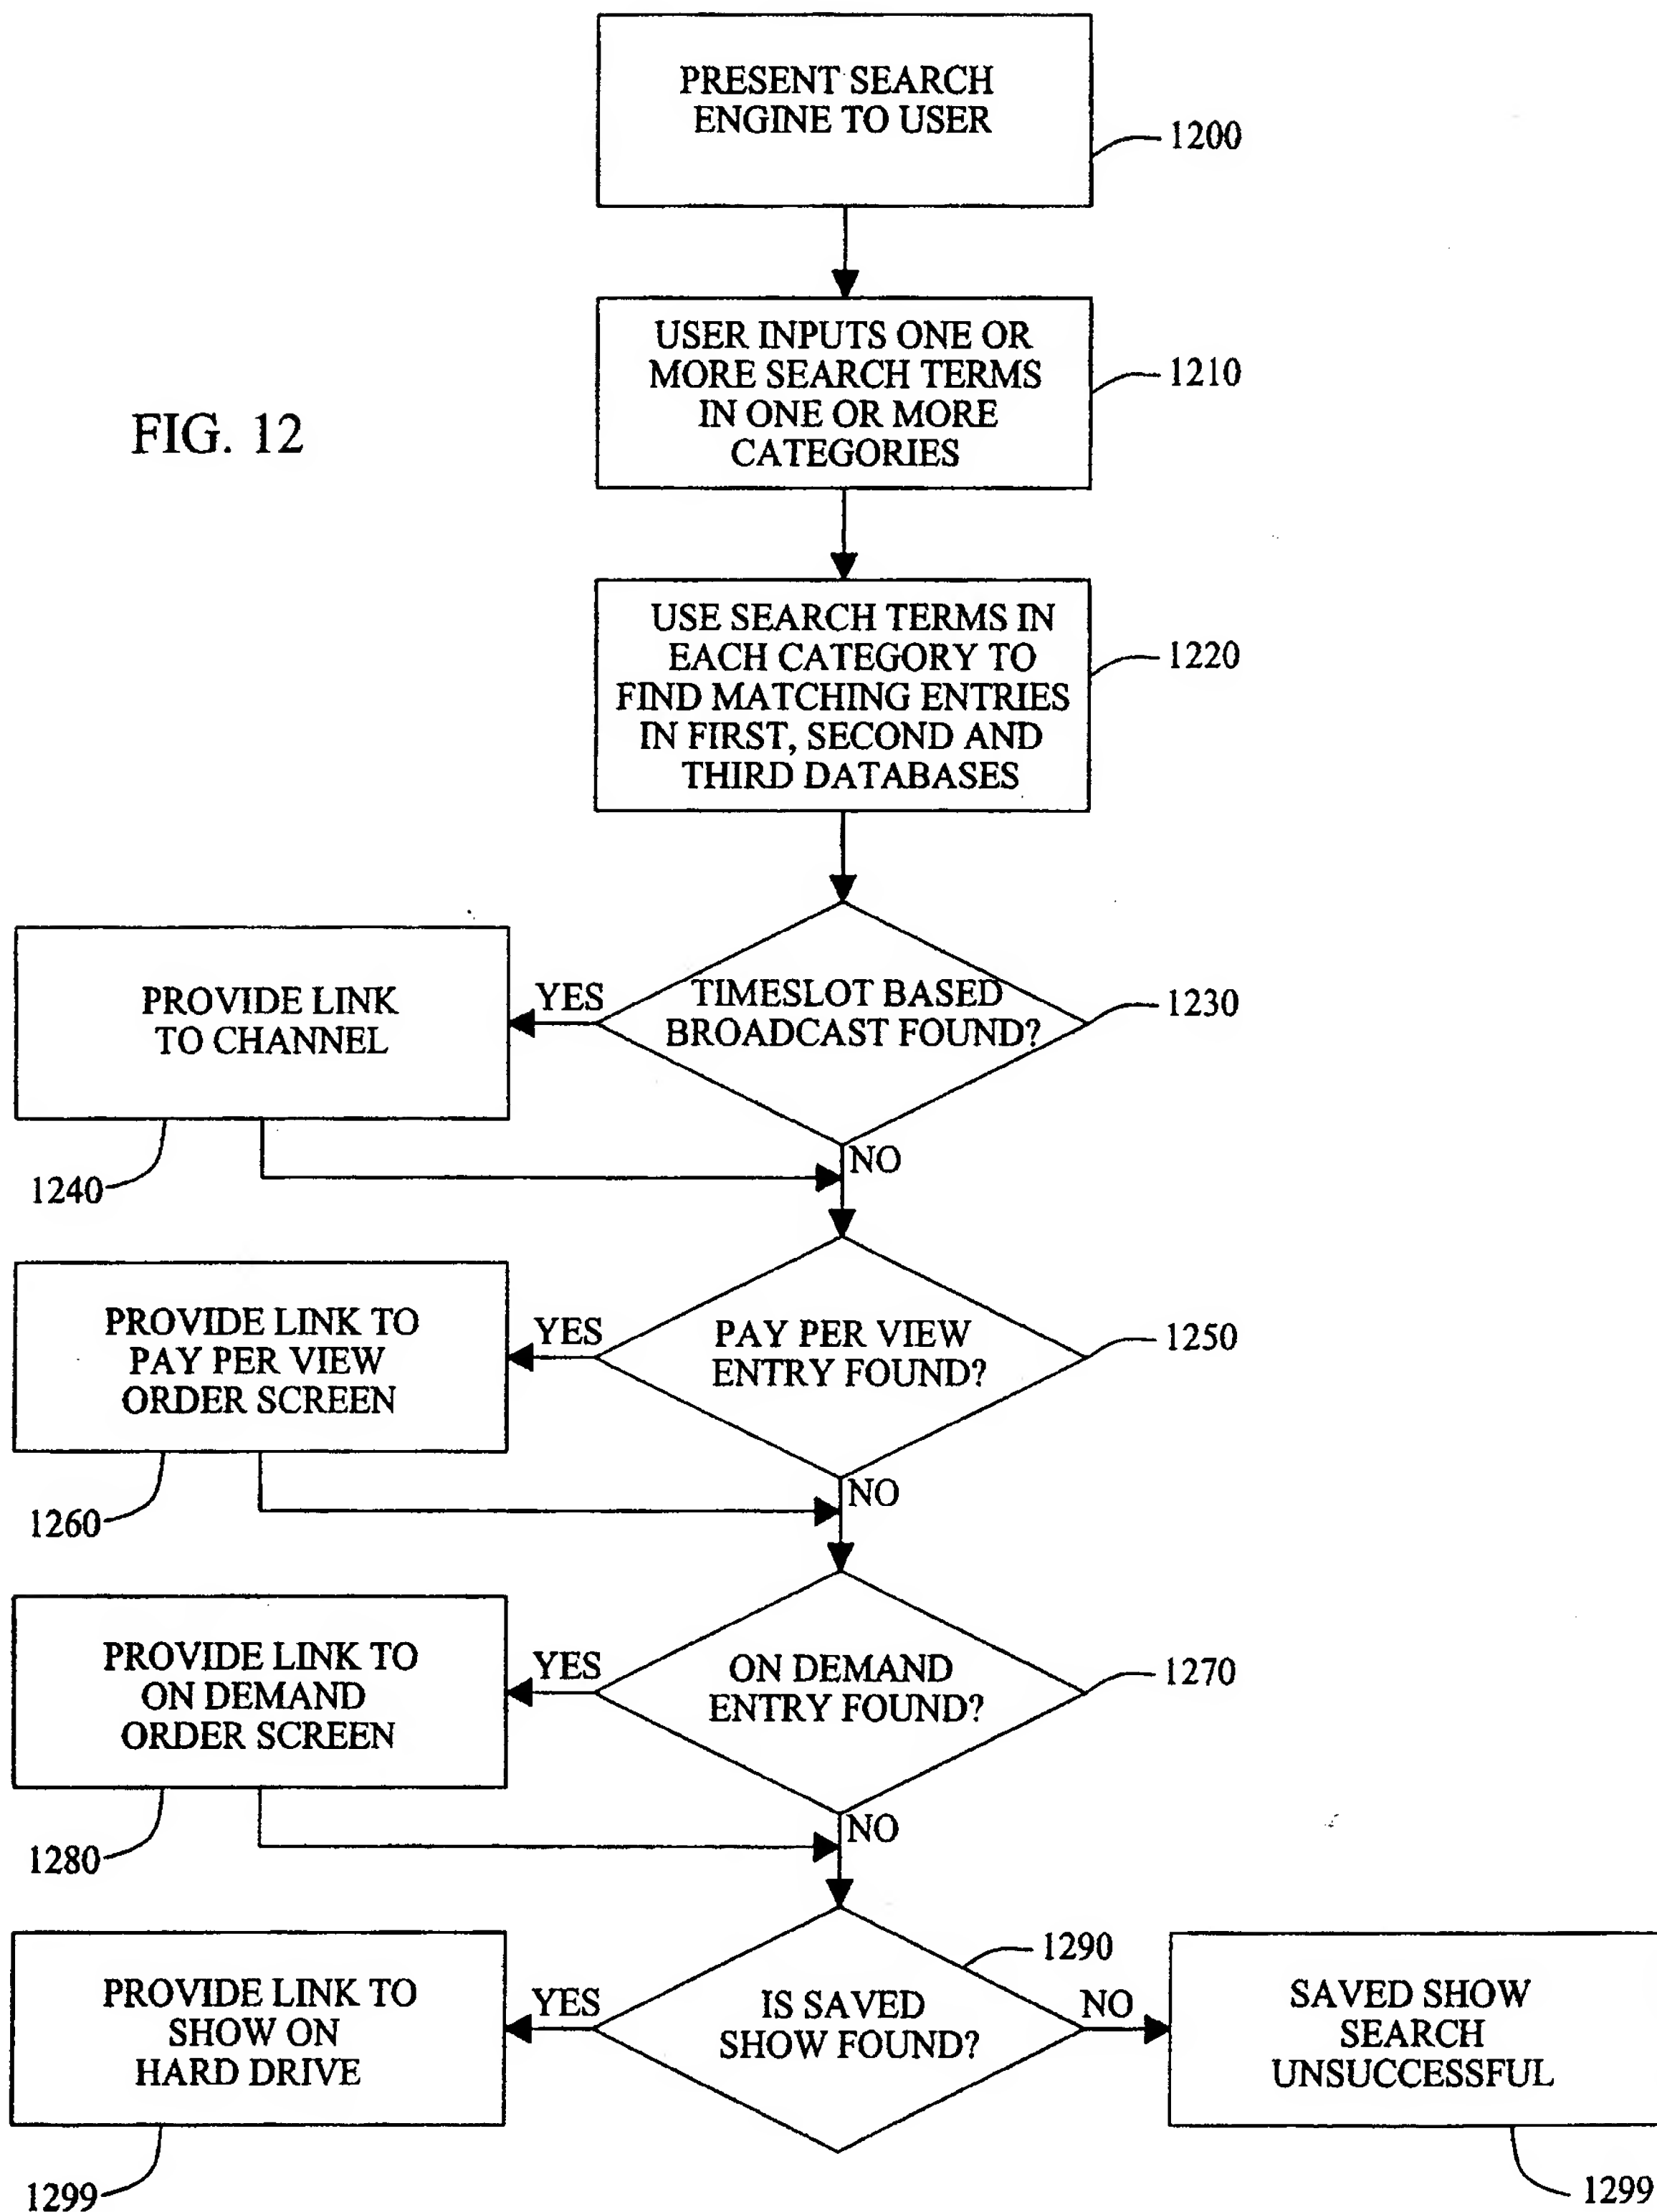 PRESENT SEARCH
ENGINE TO USER
1200
USER INPUTS ONE OR
MORE SEARCH TERMS
IN ONE OR MORE
CATEGORIES
1210
FIG. 12
USE SEARCH TERMS IN
EACH CATEGORY TO
FIND MATCHING ENTRIES
IN FIRST, SECOND AND
THIRD DATABASES
1220
PROVIDE LINK
TO CHANNEL
YES
TIMESLOT BASED
BROADCAST FOUND?
1230
NO
1240
PROVIDE LINK TO
PAY PER VIEW
ORDER SCREEN
YES
PAY PER VIEW
ENTRY FOUND?
1250
NO
1260
PROVIDE LINK TO
ON DEMAND
ORDER SCREEN
YES
ON DEMAND
ENTRY FOUND?
1270
NO
1280
PROVIDE LINK TO
SHOW ON
HARD DRIVE
YES
IS SAVED
SHOW FOUND?
1290
NO
SAVED SHOW
SEARCH
UNSUCCESSFUL
1299
1299